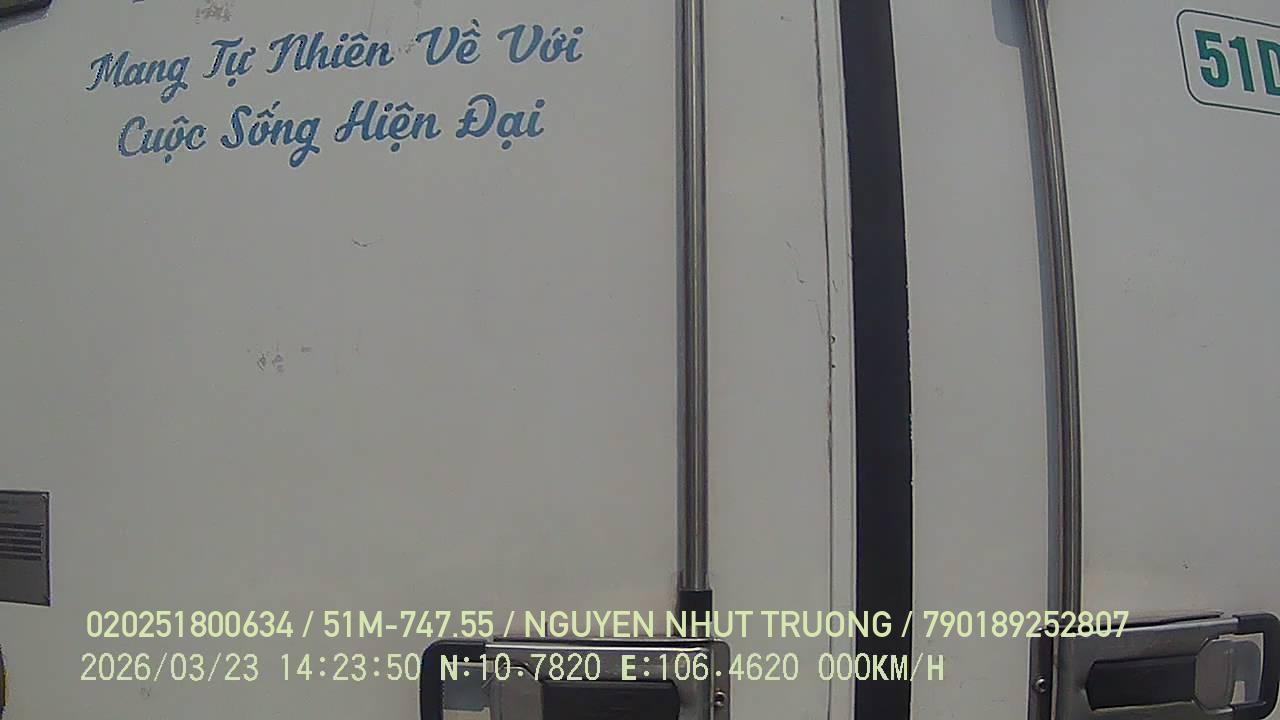 Mang Tự Nhiên Về Với
Cuộc Sống Hiện Đại
51D
020251800634 / 51M-747.55 / NGUYEN NHUT TRUONG / 790189252807
2026/03/23 14:23:50 N:10.7820 E:106.4620 000KM/H